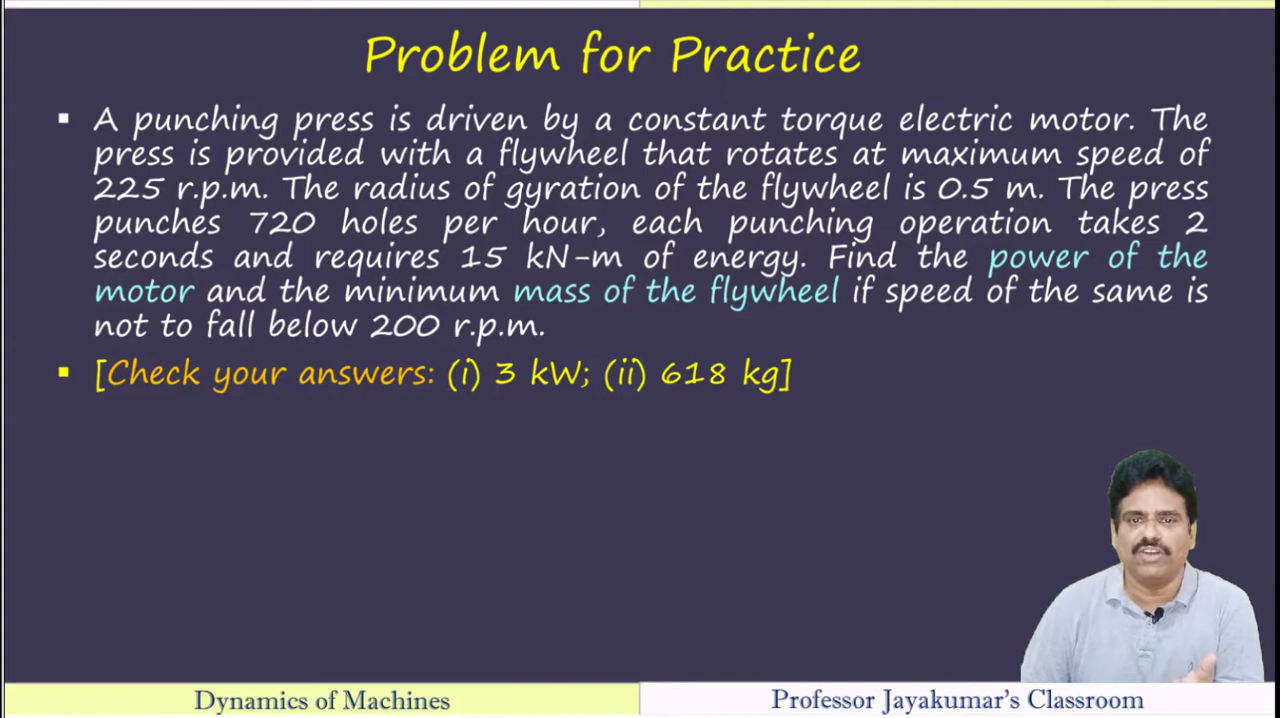 Problem for Practice
▪ A punching press is driven by a constant torque electric motor. The
press is provided with a flywheel that rotates at maximum speed of
225 r.p.m. The radius of gyration of the flywheel is 0.5 m. The press
punches 720 holes per hour, each punching operation takes 2
seconds and requires 15 kN-m of energy. Find the power of the
motor and the minimum mass of the flywheel if speed of the same is
not to fall below 200 r.p.m.
▪ [Check your answers: (i) 3 kW; (ii) 618 kg]
Dynamics of Machines
Professor Jayakumar's Classroom